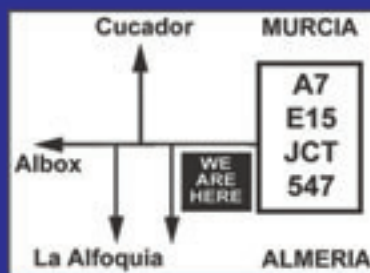 Cucador
MURCIA
A7
E15
JCT
547
Albox
WE
ARE
HERE
La Alfoquia
ALMERIA